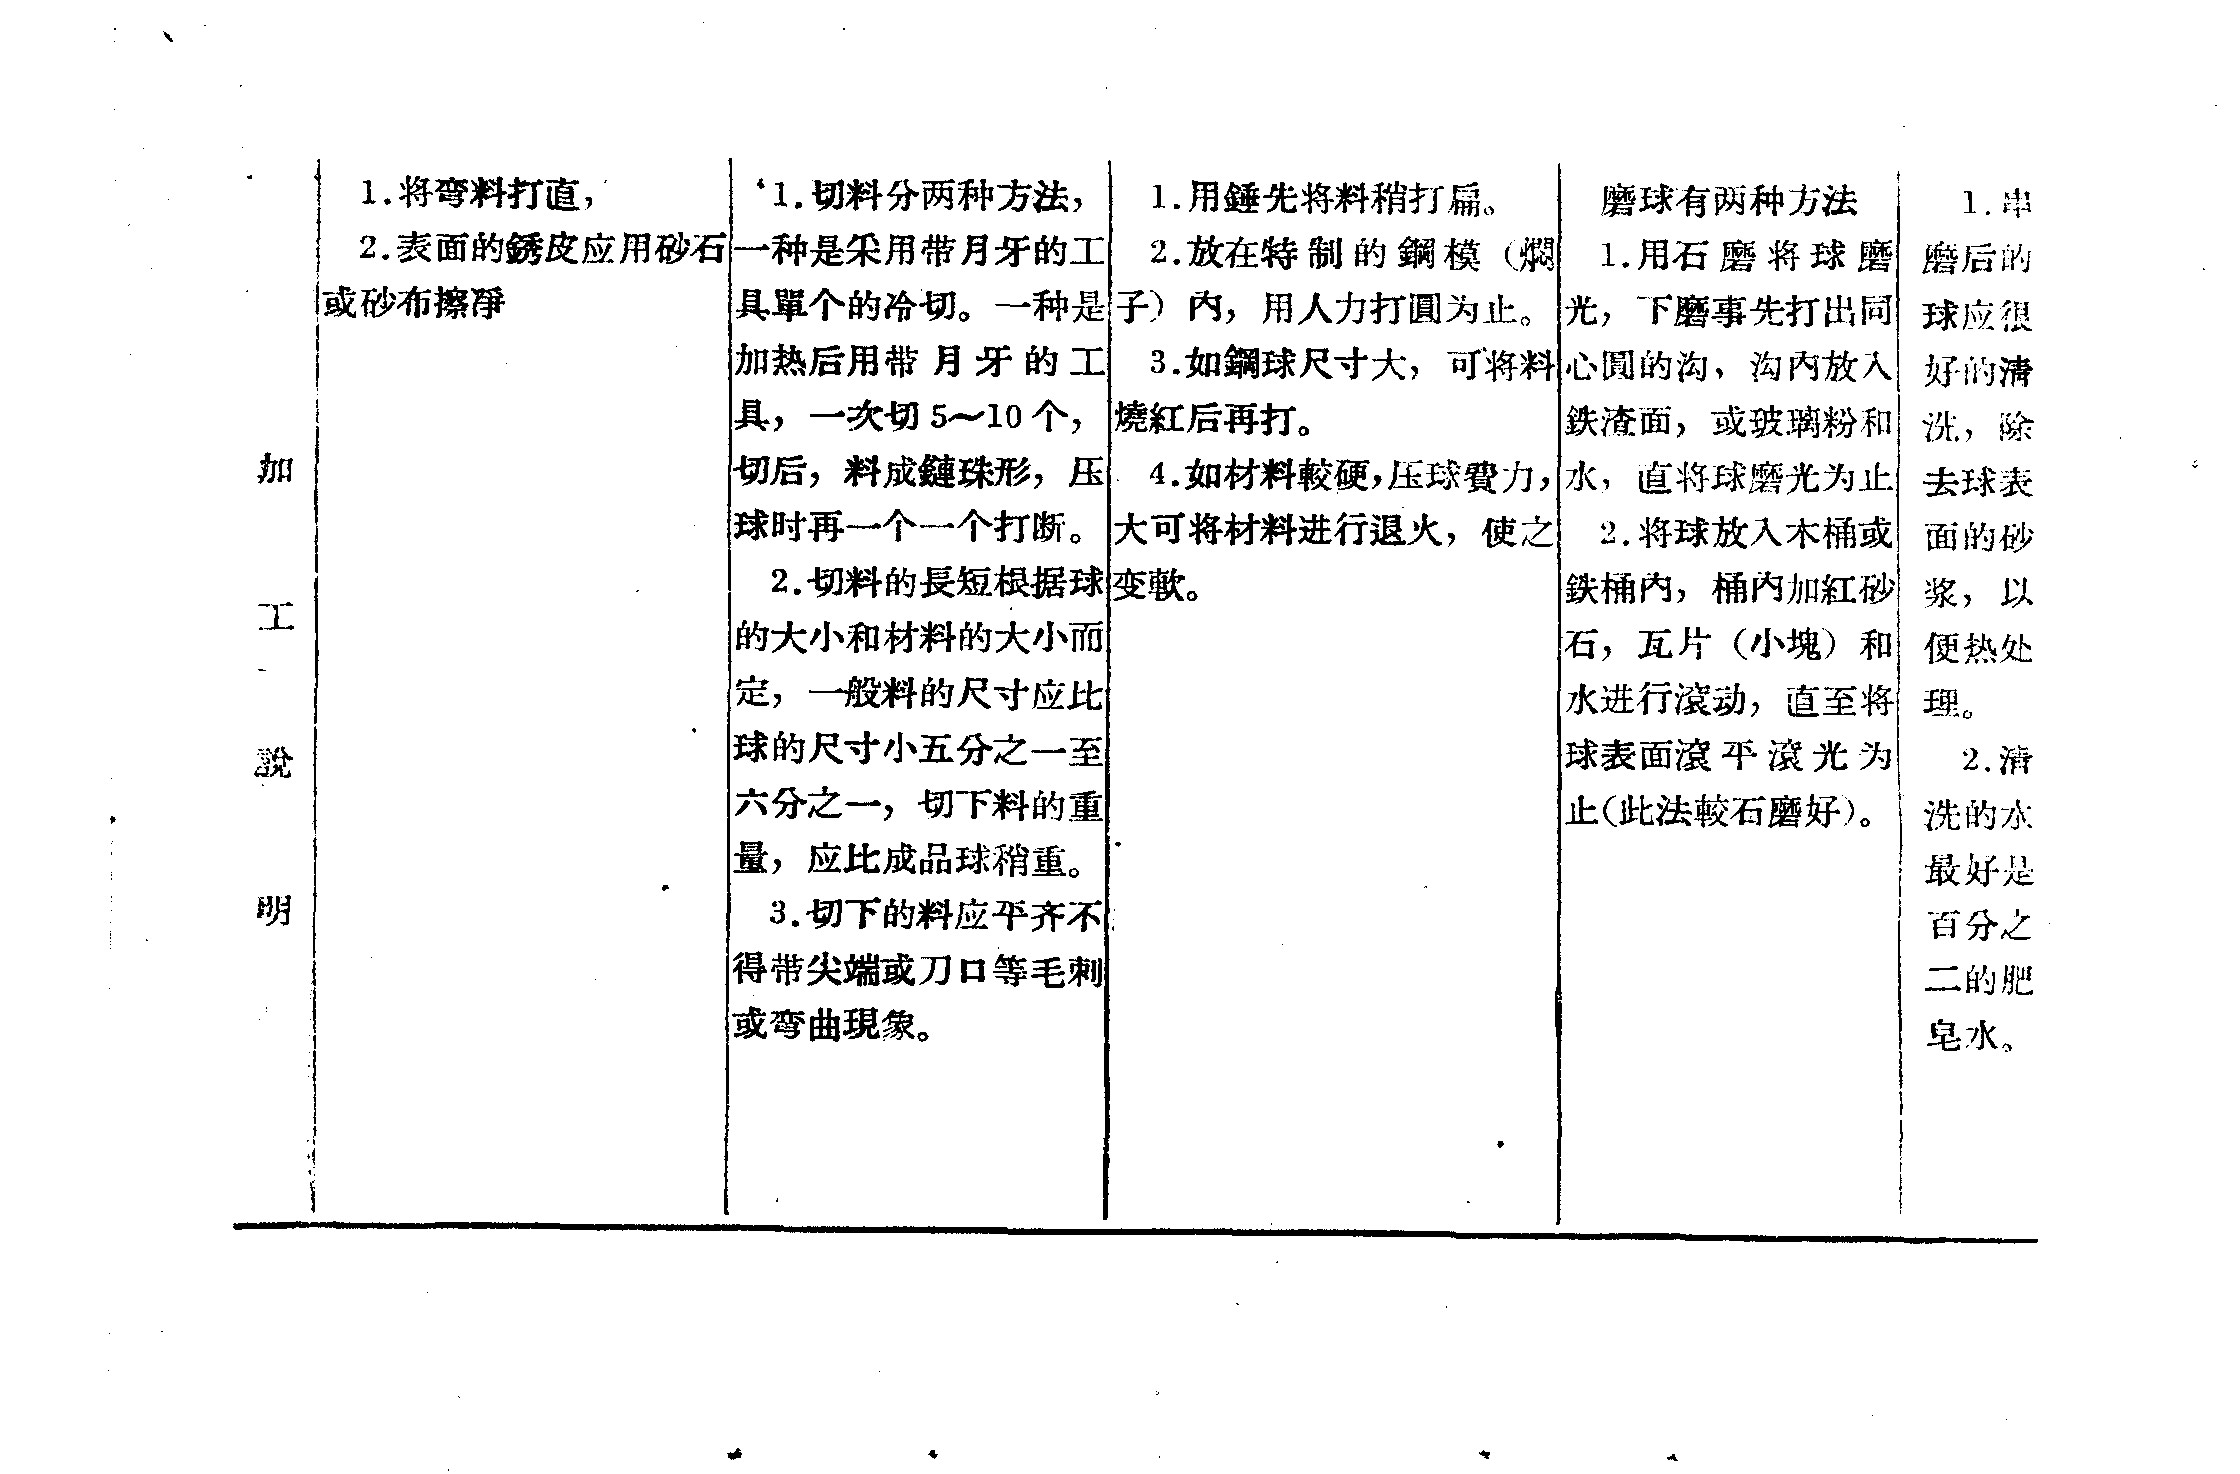 加
工
說
明
1.将弯料打直，
2.表面的銹皮应用砂石
或砂布擦凈
1.切料分两种方法，
一种是采用带月牙的工
具單个的冷切。一种是
加热后用带月牙的工
具，一次切5～10个，
切后，料成鏈珠形，压
球时再一个一个打断。
2.切料的長短根据球
的大小和材料的大小而
定，一般料的尺寸应比
球的尺寸小五分之一至
六分之一，切下料的重
量，应比成品球稍重。
3.切下的料应平齐不
得带尖端或刀口等毛刺
或弯曲現象。
1.用錘先将料稍打扁。
2.放在特制的鋼模（燜
子）內，用人力打圓为止。
3.如鋼球尺寸大，可将料
燒紅后再打。
4.如材料較硬，压球費力，
大可将材料进行退火，使之
变軟。
磨球有两种方法
1.用石磨将球磨
光，下磨事先打出同
心圓的沟，沟內放入
鉄渣面，或玻璃粉和
水，直将球磨光为止
2.将球放入木桶或
鉄桶內，桶內加紅砂
石，瓦片（小塊）和
水进行滾动，直至将
球表面滾平滾光为
止（此法較石磨好）。
1.串
磨后的
球应很
好的清
洗，除
去球表
面的砂
浆，以
便热处
理。
2.清
洗的水
最好是
百分之
二的肥
皂水。